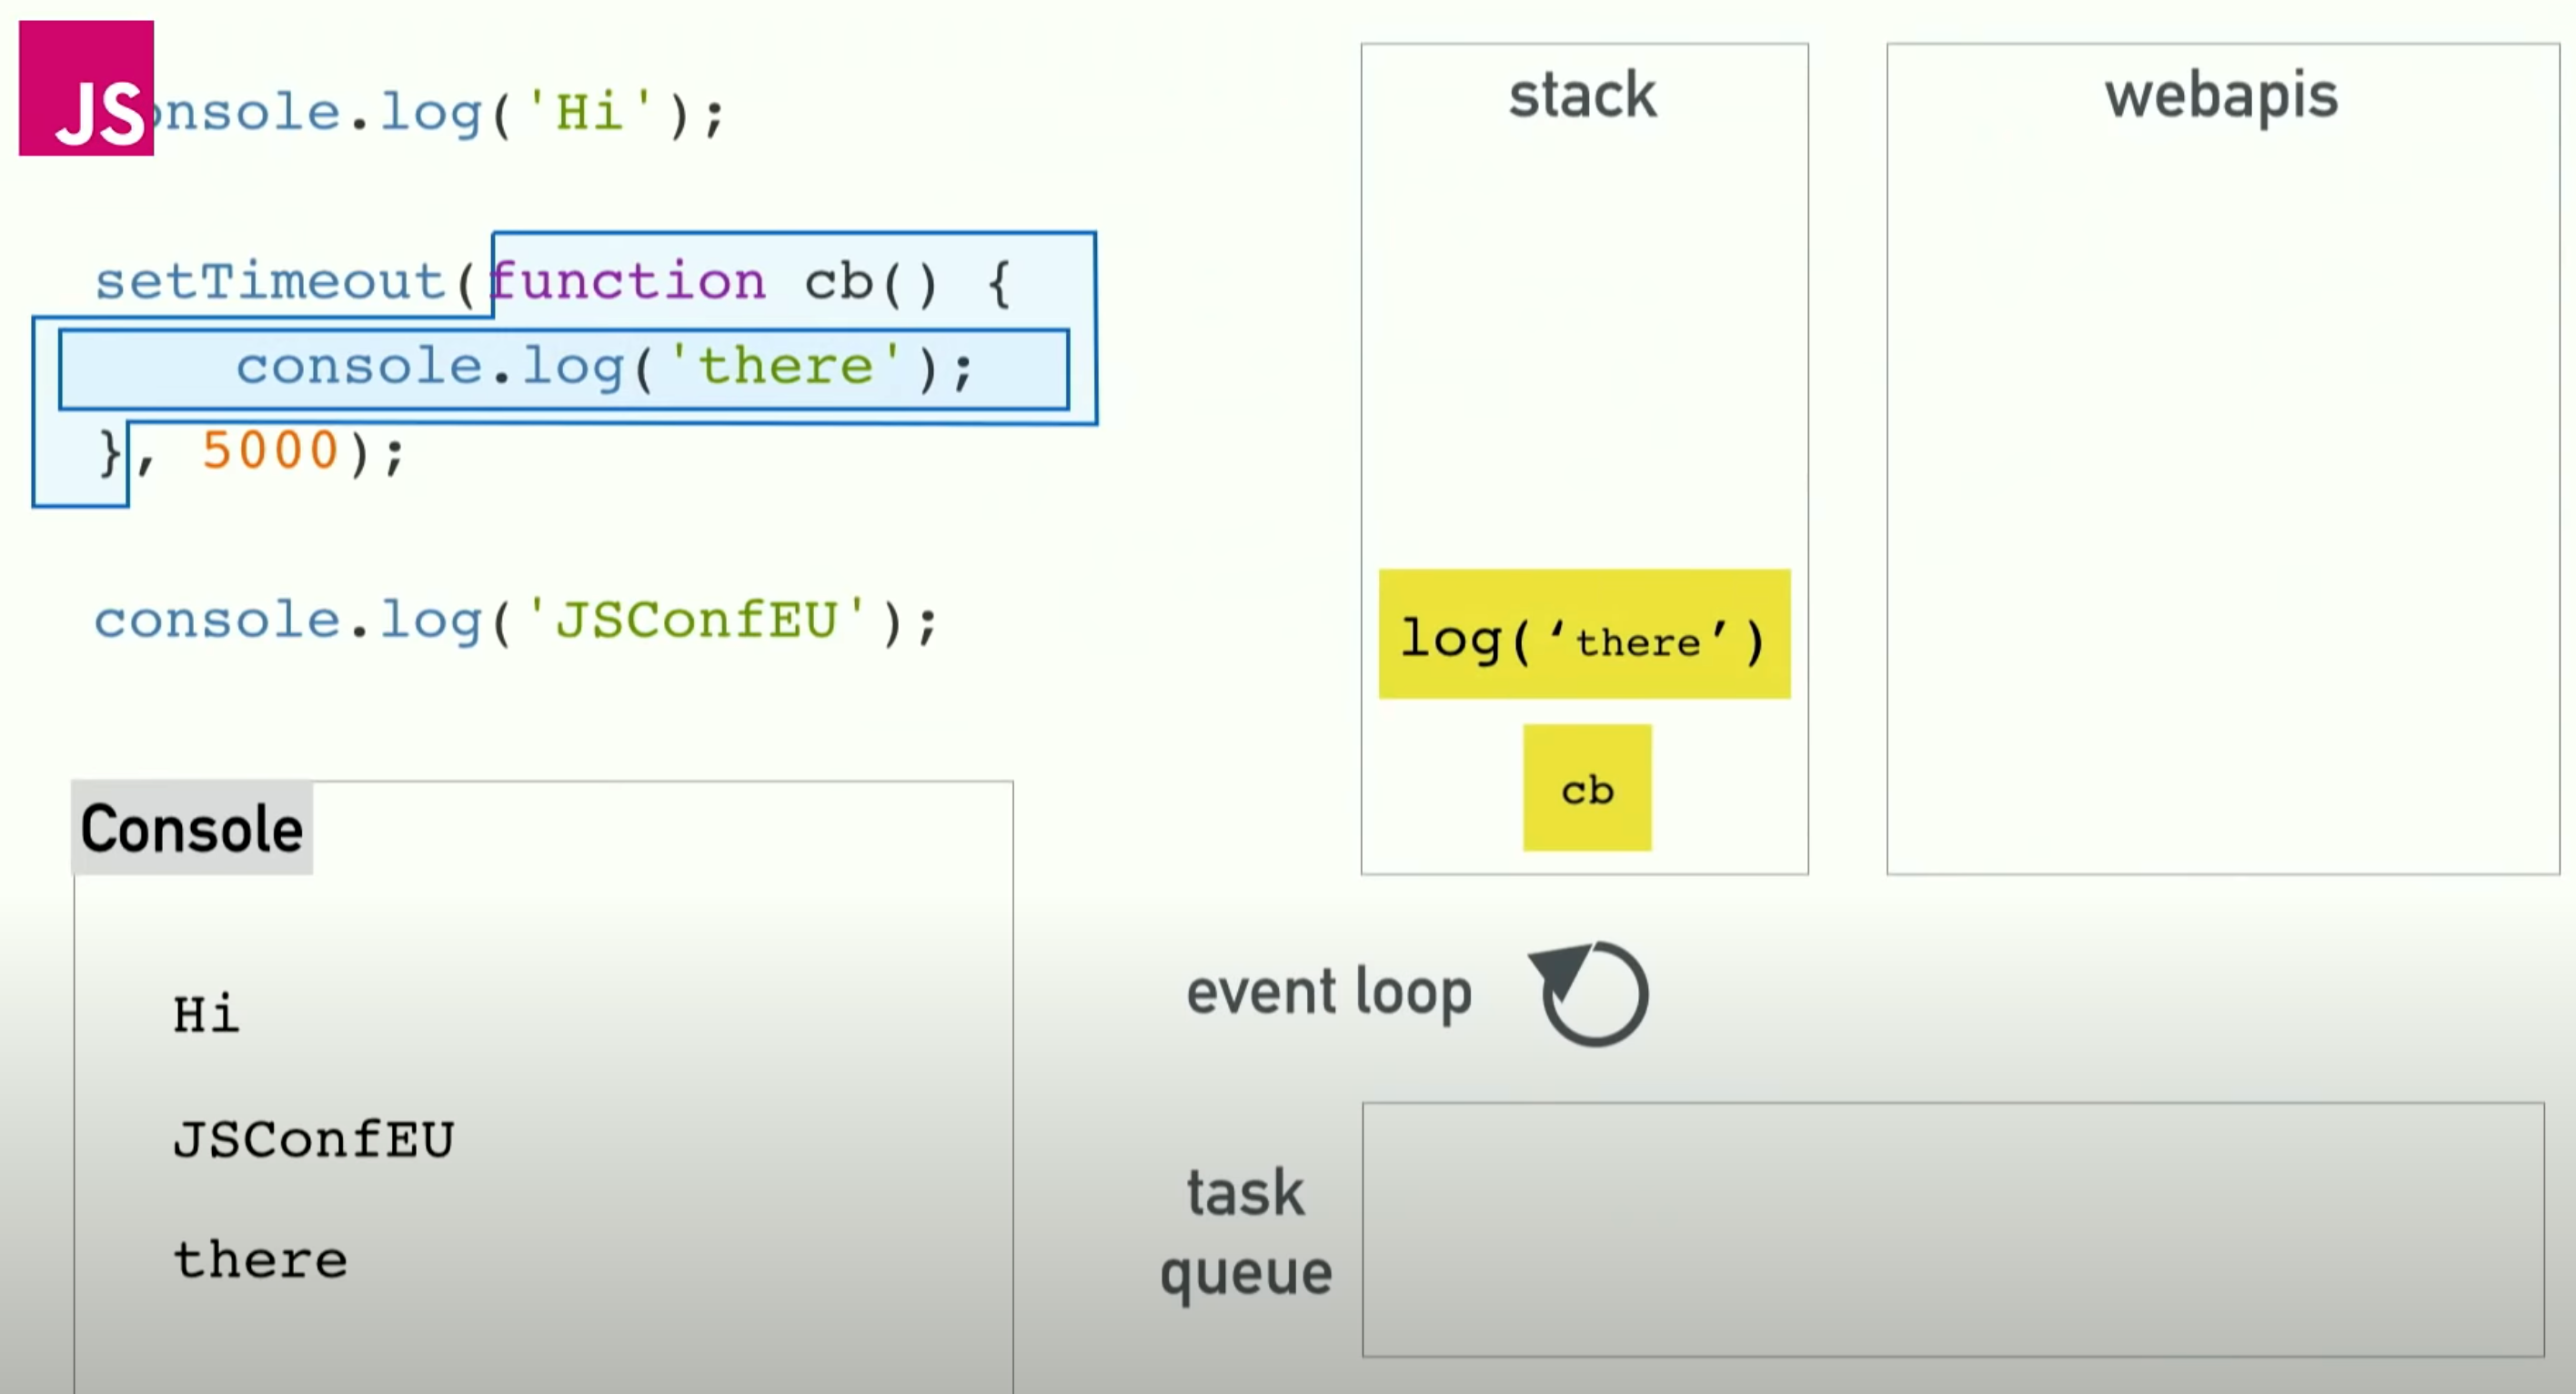 JS
onsole.log('Hi');
setTimeout(function cb() {
console.log('there');
}, 5000);
console.log('JSConfEU');
Console
Hi
JSConfEU
there
stack
log(‘there’)
cb
webapis
event loop
task
queue